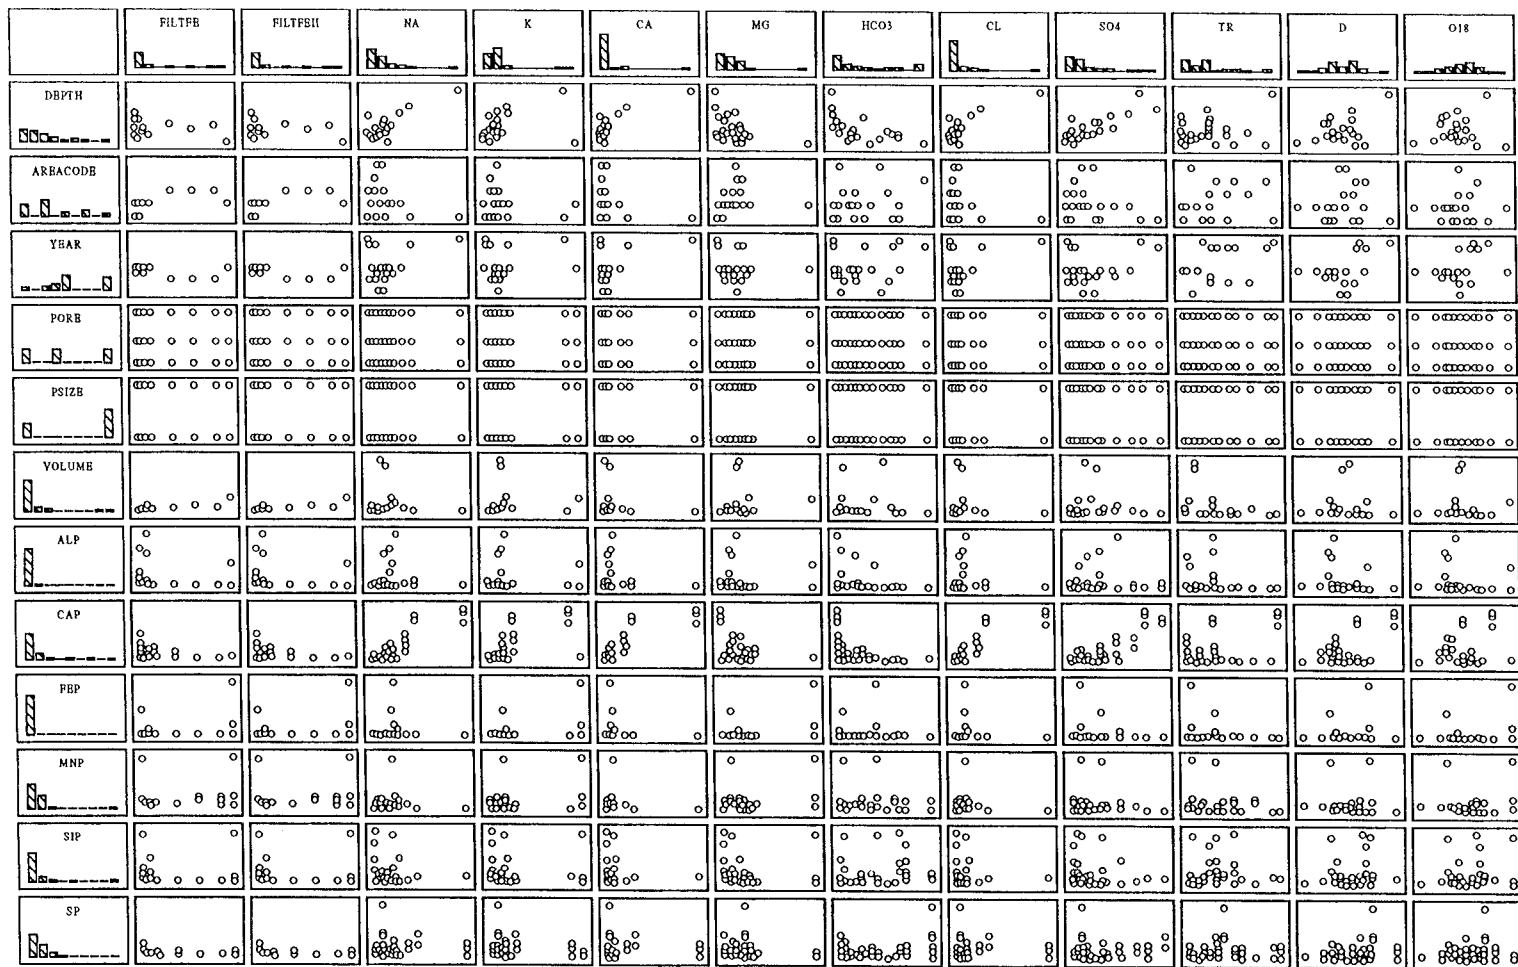 FILTFE FILTFEII NA K CA MG HCO3 CL SO4 TR D O18
DEPTH
AREACODE
YEAR
PORE
PSIZE
VOLUME
ALP
CAP
FEP
MNP
SIP
SP